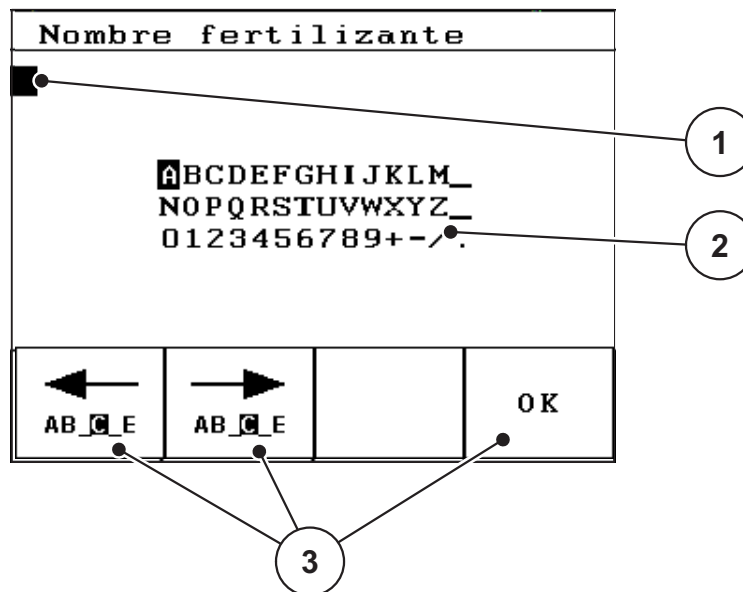 Nombre fertilizante
1
ABCDEFGHIJKLM_
NOPQRSTUVWXYZ_
0123456789+-/.
2
AB_C_E
AB_C_E
OK
3